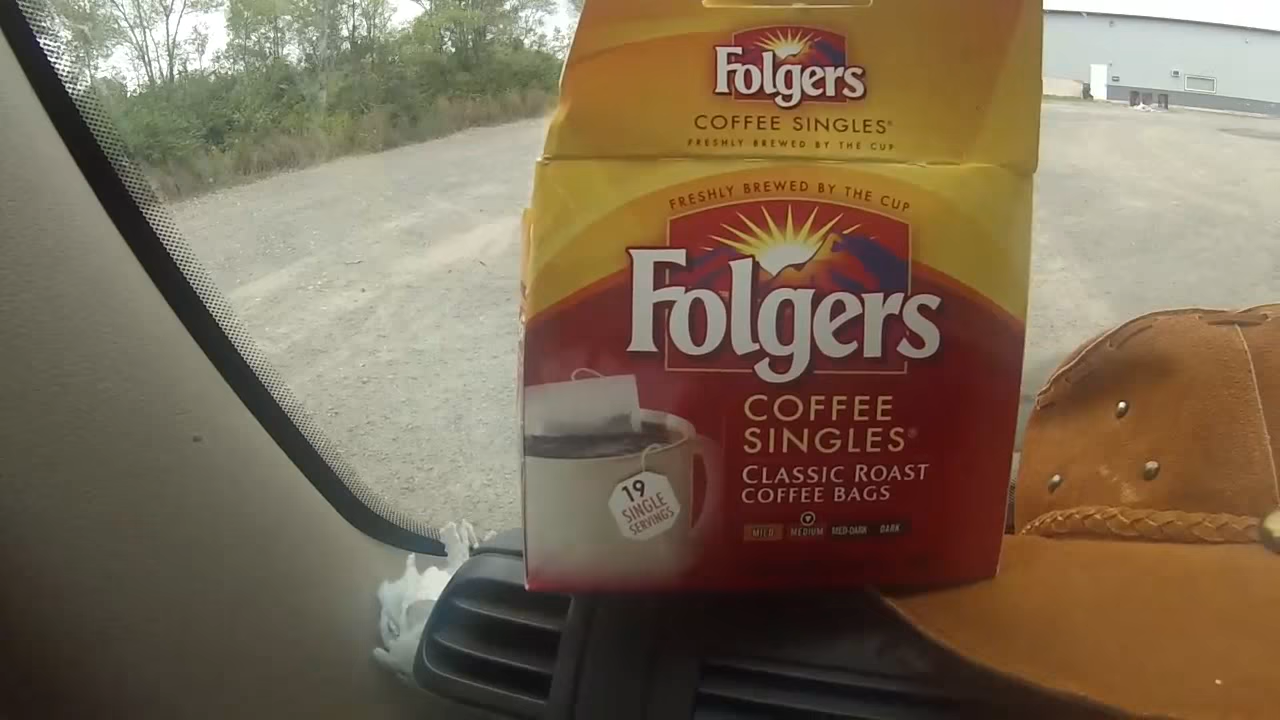 Folgers
COFFEE SINGLES®
FRESHLY BREWED BY THE CUP
FRESHLY BREWED BY THE CUP
Folgers
COFFEE
SINGLES®
CLASSIC ROAST
COFFEE BAGS
19
SINGLE
SERVINGS
MILD MEDIUM MED-DARK DARK